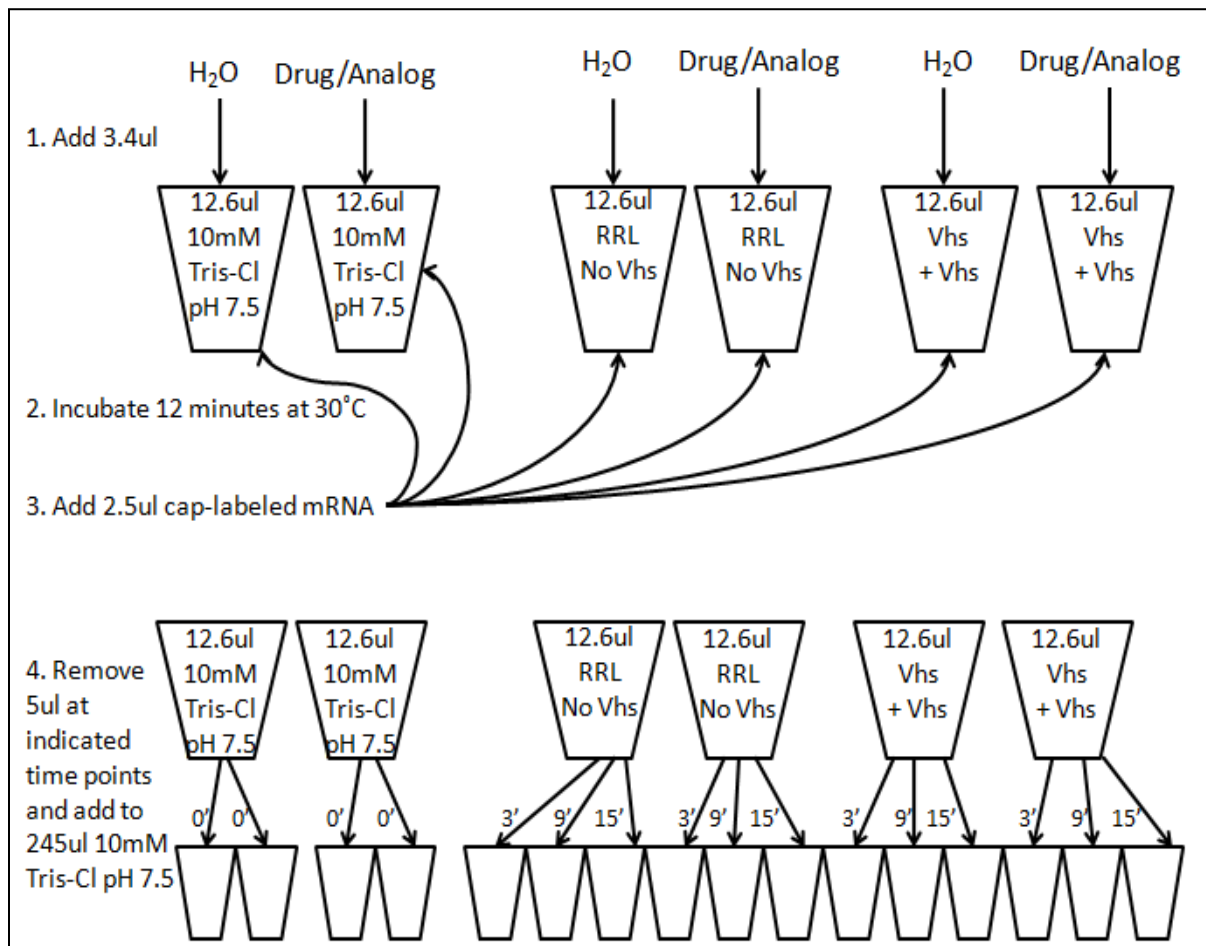 H₂O
Drug/Analog
H₂O
Drug/Analog
H₂O
Drug/Analog
1. Add 3.4ul
12.6ul
10mM
Tris-Cl
pH 7.5
12.6ul
10mM
Tris-Cl
pH 7.5
12.6ul
RRL
No Vhs
12.6ul
RRL
No Vhs
12.6ul
Vhs
+ Vhs
12.6ul
Vhs
+ Vhs
2. Incubate 12 minutes at 30˚C
3. Add 2.5ul cap-labeled mRNA
4. Remove
5ul at
indicated
time points
and add to
245ul 10mM
Tris-Cl pH 7.5
12.6ul
10mM
Tris-Cl
pH 7.5
12.6ul
10mM
Tris-Cl
pH 7.5
12.6ul
RRL
No Vhs
12.6ul
RRL
No Vhs
12.6ul
Vhs
+ Vhs
12.6ul
Vhs
+ Vhs
0' 0'
0' 0'
3' 9' 15'
3' 9' 15'
3' 9' 15'
3' 9' 15'